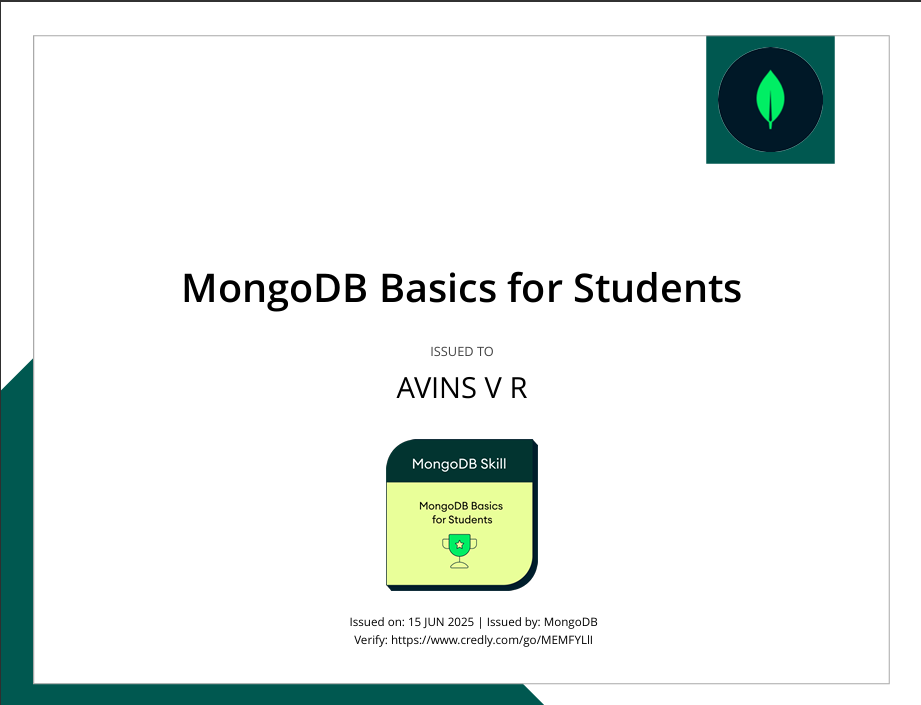 MongoDB Basics for Students
ISSUED TO
AVINS V R
MongoDB Skill
MongoDB Basics
for Students
Issued on: 15 JUN 2025 | Issued by: MongoDB
Verify: https://www.credly.com/go/MEMFYLlI